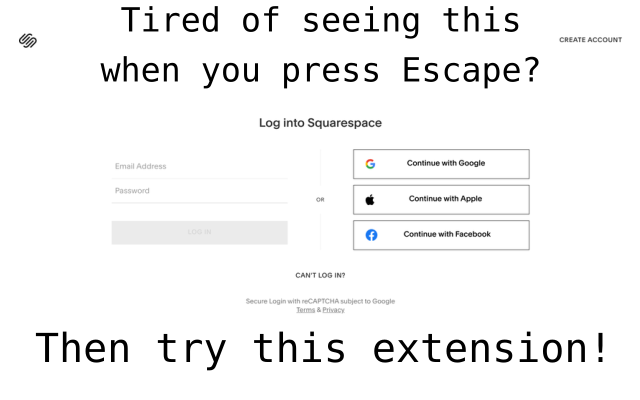 Tired of seeing this
CREATE ACCOUNT
when you press Escape?
Log into Squarespace
Email Address
Password
LOG IN
OR
Continue with Google
Continue with Apple
Continue with Facebook
CAN'T LOG IN?
Secure Login with reCAPTCHA subject to Google
Terms & Privacy
Then try this extension!